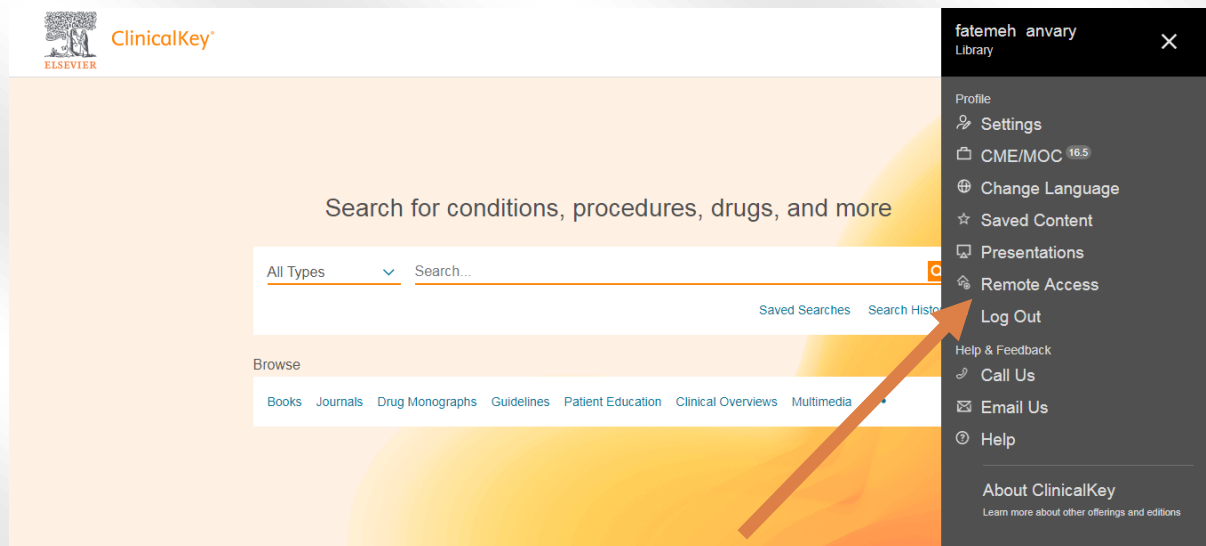 ELSEVIER
ClinicalKey®
fatemeh anvary
Library
Profile
Settings
CME/MOC 16.5
Change Language
Saved Content
Presentations
Remote Access
Log Out
Help & Feedback
Call Us
Email Us
Help
About ClinicalKey
Learn more about other offerings and editions
Search for conditions, procedures, drugs, and more
All Types Search...
Saved Searches Search Histo
Browse
Books Journals Drug Monographs Guidelines Patient Education Clinical Overviews Multimedia